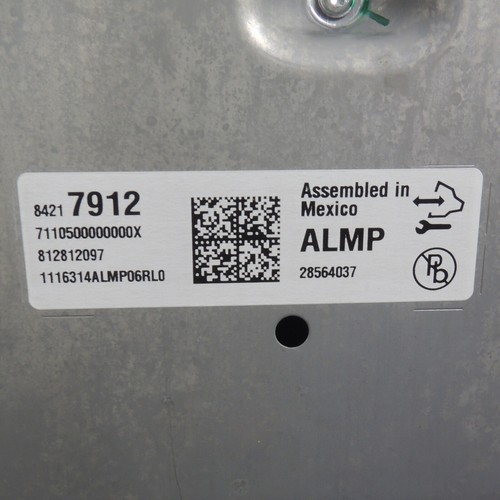 8421 7912
7110500000000X
812812097
1116314ALMP06RL0
Assembled in
Mexico
ALMP
28564037
Pb